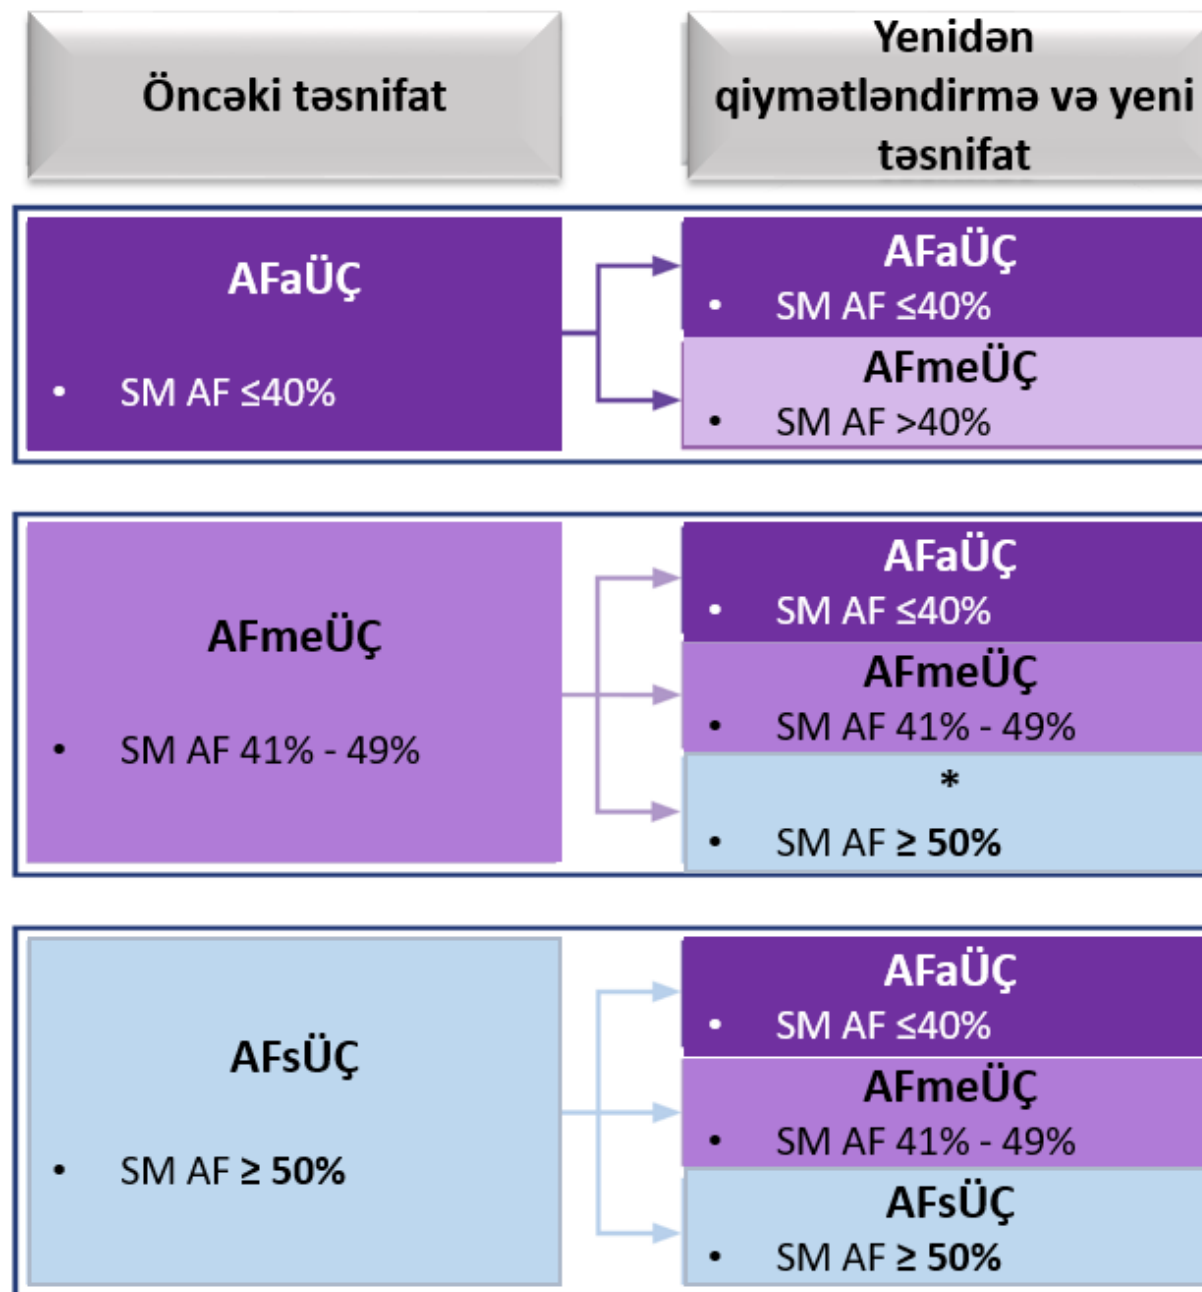 Öncəki təsnifat
Yenidən
qiymətləndirmə və yeni
təsnifat
AFaÜÇ
• SM AF ≤40%
AFaÜÇ
• SM AF ≤40%
AFmeÜÇ
• SM AF >40%
AFmeÜÇ
• SM AF 41% - 49%
AFaÜÇ
• SM AF ≤40%
AFmeÜÇ
• SM AF 41% - 49%
*
• SM AF ≥ 50%
AFsÜÇ
• SM AF ≥ 50%
AFaÜÇ
• SM AF ≤40%
AFmeÜÇ
• SM AF 41% - 49%
AFsÜÇ
• SM AF ≥ 50%